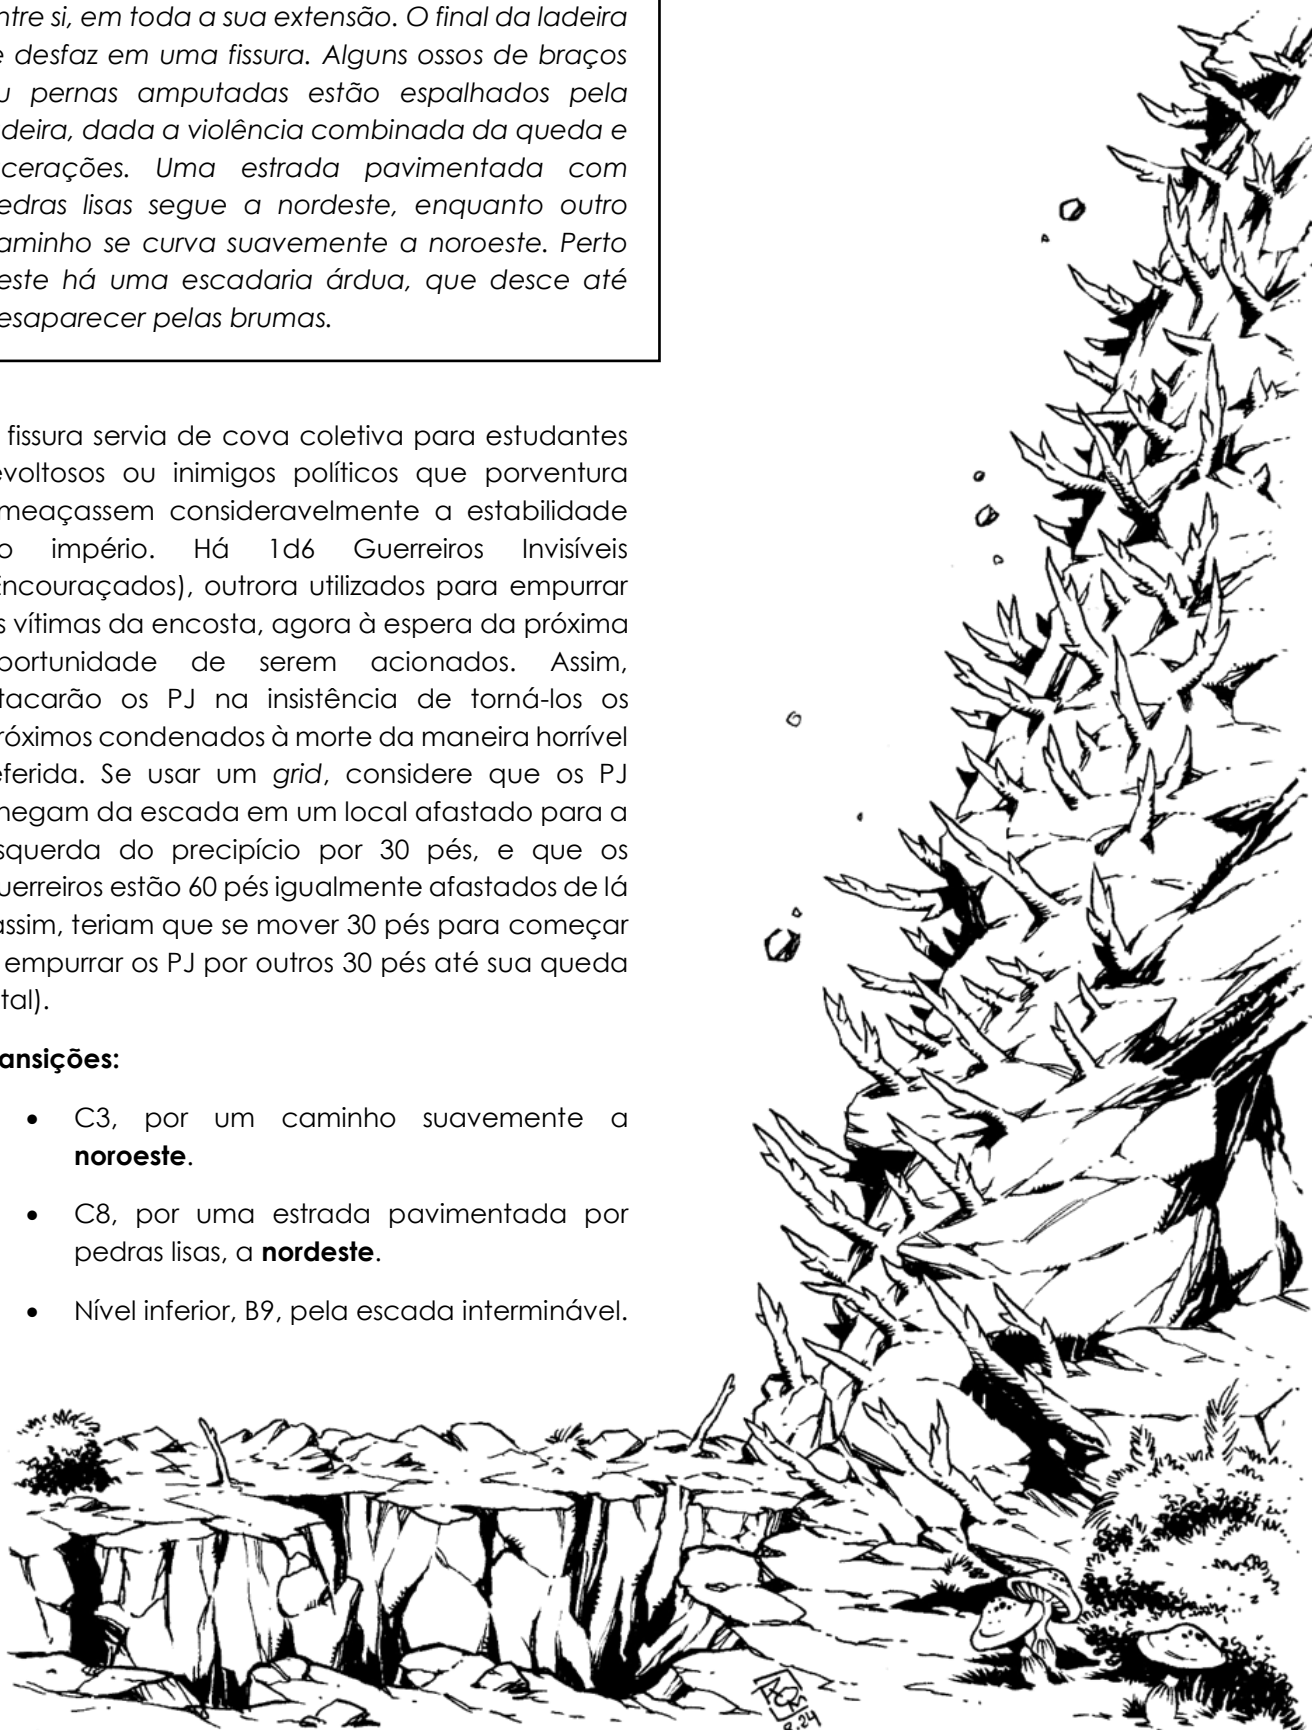 ntre si, em toda a sua extensão. O final da ladeira
e desfaz em uma fissura. Alguns ossos de braços
u pernas amputadas estão espalhados pela
deira, dada a violência combinada da queda e
cerações. Uma estrada pavimentada com
edras lisas segue a nordeste, enquanto outro
aminho se curva suavemente a noroeste. Perto
este há uma escadaria árdua, que desce até
esaparecer pelas brumas.
fissura servia de cova coletiva para estudantes
evoltosos ou inimigos políticos que porventura
meaçassem consideravelmente a estabilidade
o império. Há 1d6 Guerreiros Invisíveis
Encouraçados), outrora utilizados para empurrar
s vítimas da encosta, agora à espera da próxima
portunidade de serem acionados. Assim,
tacarão os PJ na insistência de torná-los os
róximos condenados à morte da maneira horrível
eferida. Se usar um grid, considere que os PJ
hegam da escada em um local afastado para a
squerda do precipício por 30 pés, e que os
uerreiros estão 60 pés igualmente afastados de lá
assim, teriam que se mover 30 pés para começar
empurrar os PJ por outros 30 pés até sua queda
tal).
ansições:
• C3, por um caminho suavemente a
noroeste.
• C8, por uma estrada pavimentada por
pedras lisas, a nordeste.
• Nível inferior, B9, pela escada interminável.